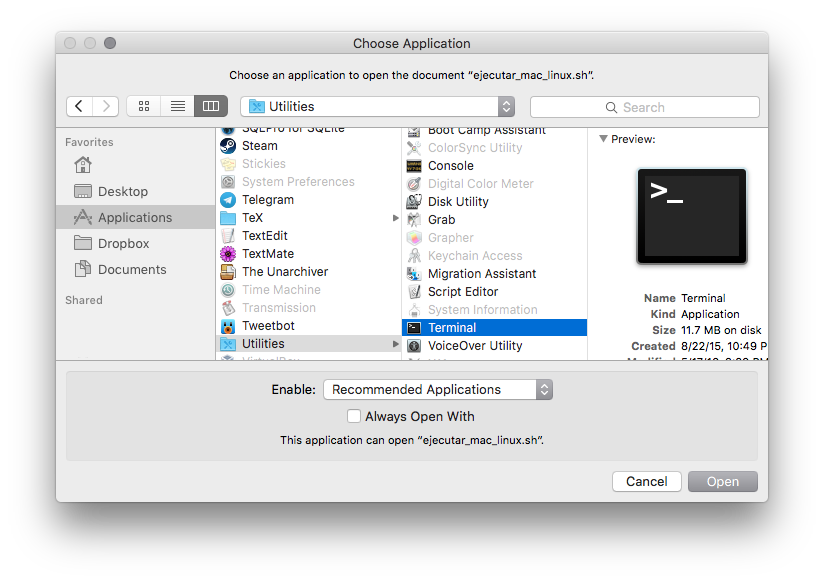 Choose Application
Choose an application to open the document “ejecutar_mac_linux.sh”.
Utilities
Search
Favorites
Desktop
Applications
Dropbox
Documents
Shared
SQLPro for SQLite
Steam
Stickies
System Preferences
Telegram
TeX
TextEdit
TextMate
The Unarchiver
Time Machine
Transmission
Tweetbot
Utilities
VirtualBox
Boot Camp Assistant
ColorSync Utility
Console
Digital Color Meter
Disk Utility
Grab
Grapher
Keychain Access
Migration Assistant
Script Editor
System Information
Terminal
VoiceOver Utility
Preview:
>_
Name Terminal
Kind Application
Size 11.7 MB on disk
Created 8/22/15, 10:49 P
Modified
Enable: Recommended Applications
Always Open With
This application can open “ejecutar_mac_linux.sh”.
Cancel
Open